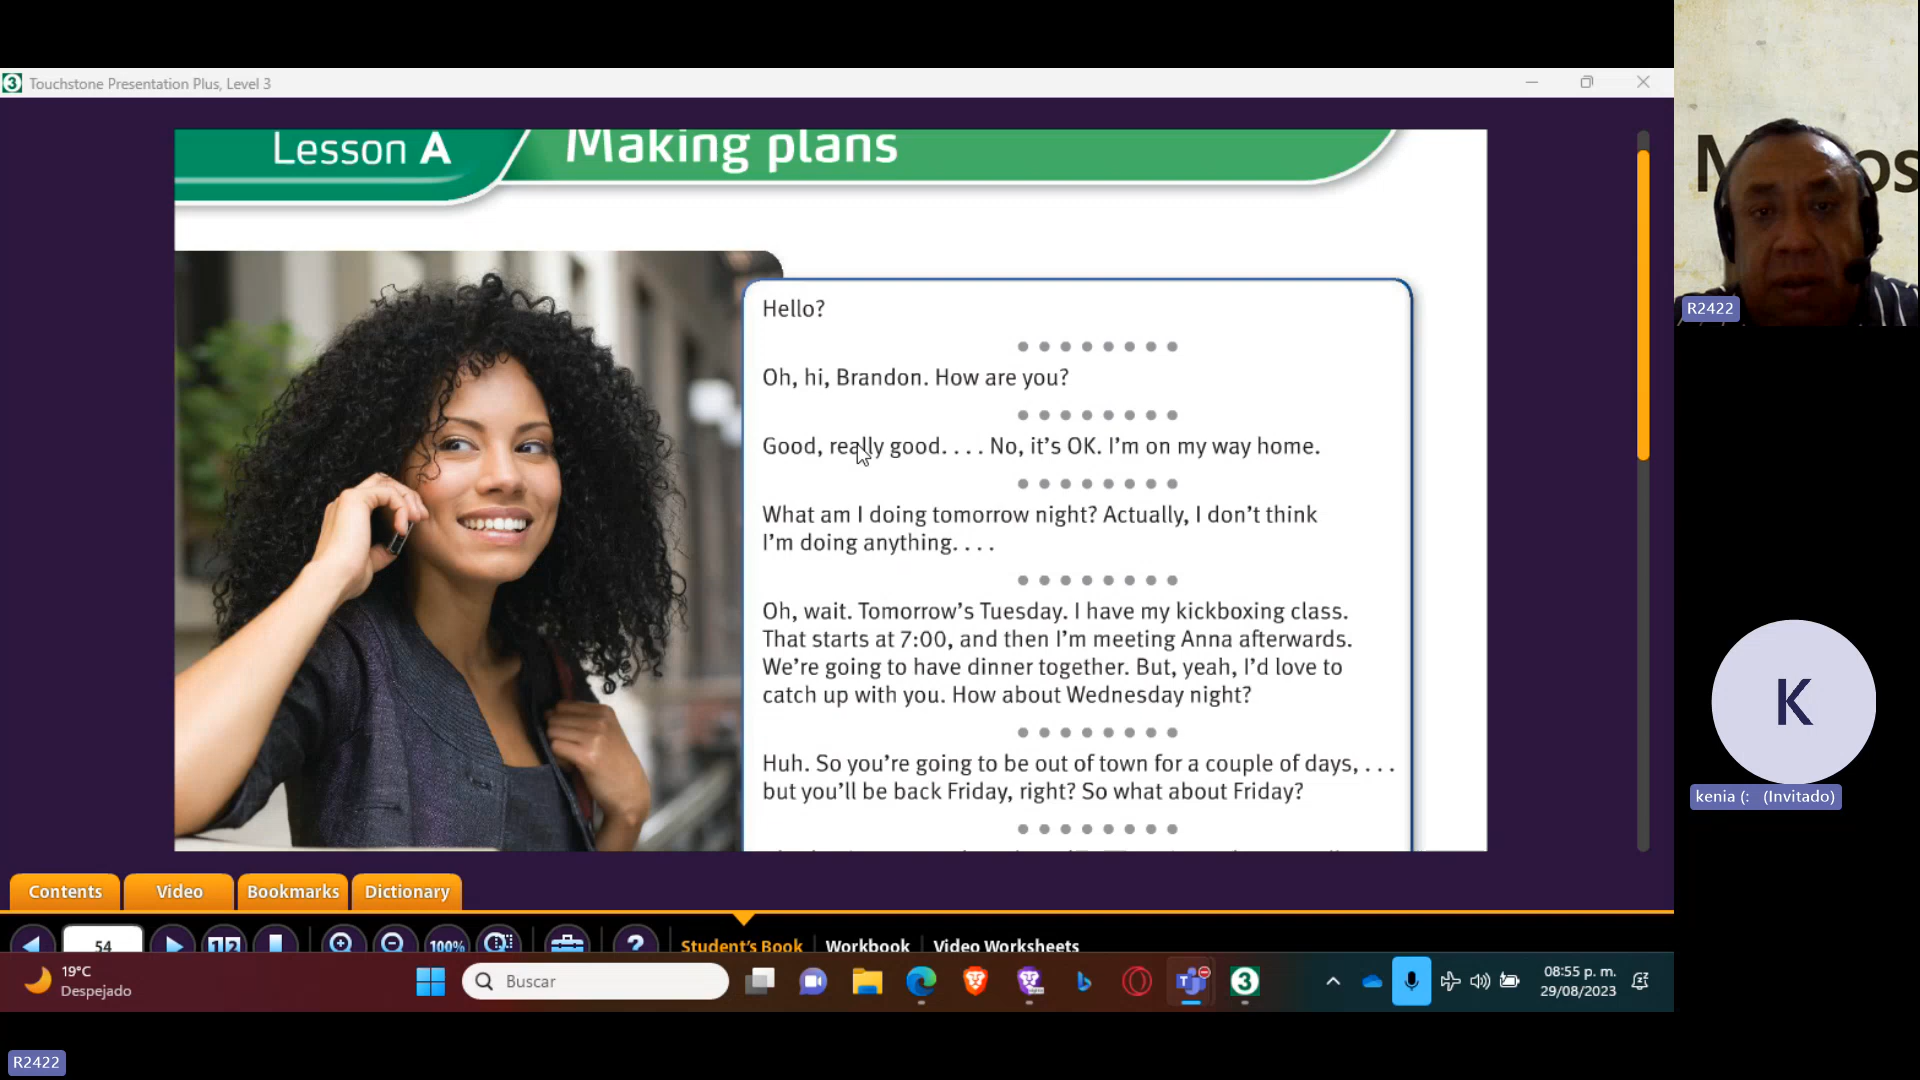 Touchstone Presentation Plus, Level 3
Lesson A
Making plans
Hello?
Oh, hi, Brandon. How are you?
Good, really good. . . . No, it's OK. I'm on my way home.
What am I doing tomorrow night? Actually, I don't think
I'm doing anything. . . .
Oh, wait. Tomorrow's Tuesday. I have my kickboxing class.
That starts at 7:00, and then I'm meeting Anna afterwards.
We're going to have dinner together. But, yeah, I'd love to
catch up with you. How about Wednesday night?
Huh. So you're going to be out of town for a couple of days, . . .
but you'll be back Friday, right? So what about Friday?
Contents
Video
Bookmarks
Dictionary
54
12
100%
?
Student's Book
Workbook
Video Worksheets
19°C
Despejado
Buscar
3
08:55 p. m.
29/08/2023
R2422
K
kenia (: (Invitado)
R2422